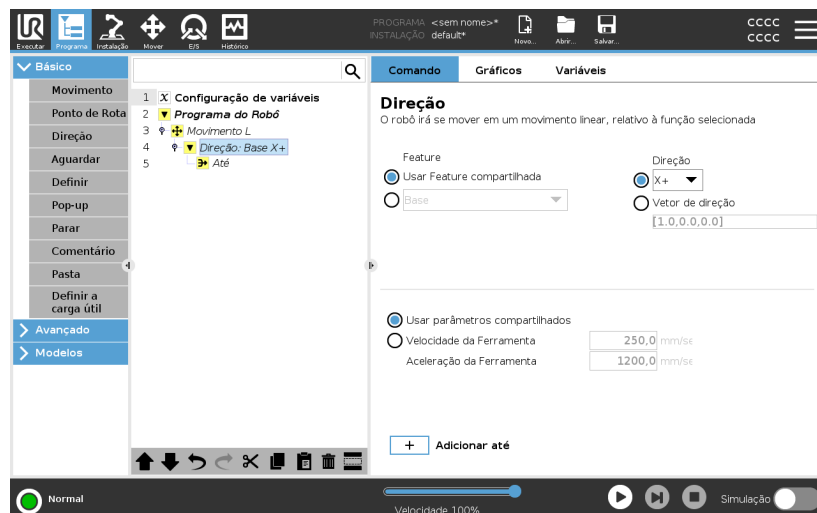 PROGRAMA <sem nome>*
INSTALAÇÃO default*
CCCC
CCCC
Executar Programa Instalação Mover E/S Histórico Novo... Abrir... Salvar...
Básico
Movimento
Ponto de Rota
Direção
Aguardar
Definir
Pop-up
Parar
Comentário
Pasta
Definir a
carga útil
Avançado
Modelos
1 X Configuração de variáveis
2 Programa do Robô
3 Movimento L
4 Direção: Base X+
5 Até
Comando Gráficos Variáveis
Direção
O robô irá se mover em um movimento linear, relativo à função selecionada
Feature
Usar Feature compartilhada
Base
Direção
X+
Vetor de direção
[1.0,0.0,0.0]
Usar parâmetros compartilhados
Velocidade da Ferramenta 250,0 mm/s
Aceleração da Ferramenta 1200,0 mm/s
+ Adicionar até
Normal
Velocidade 100%
Simulação